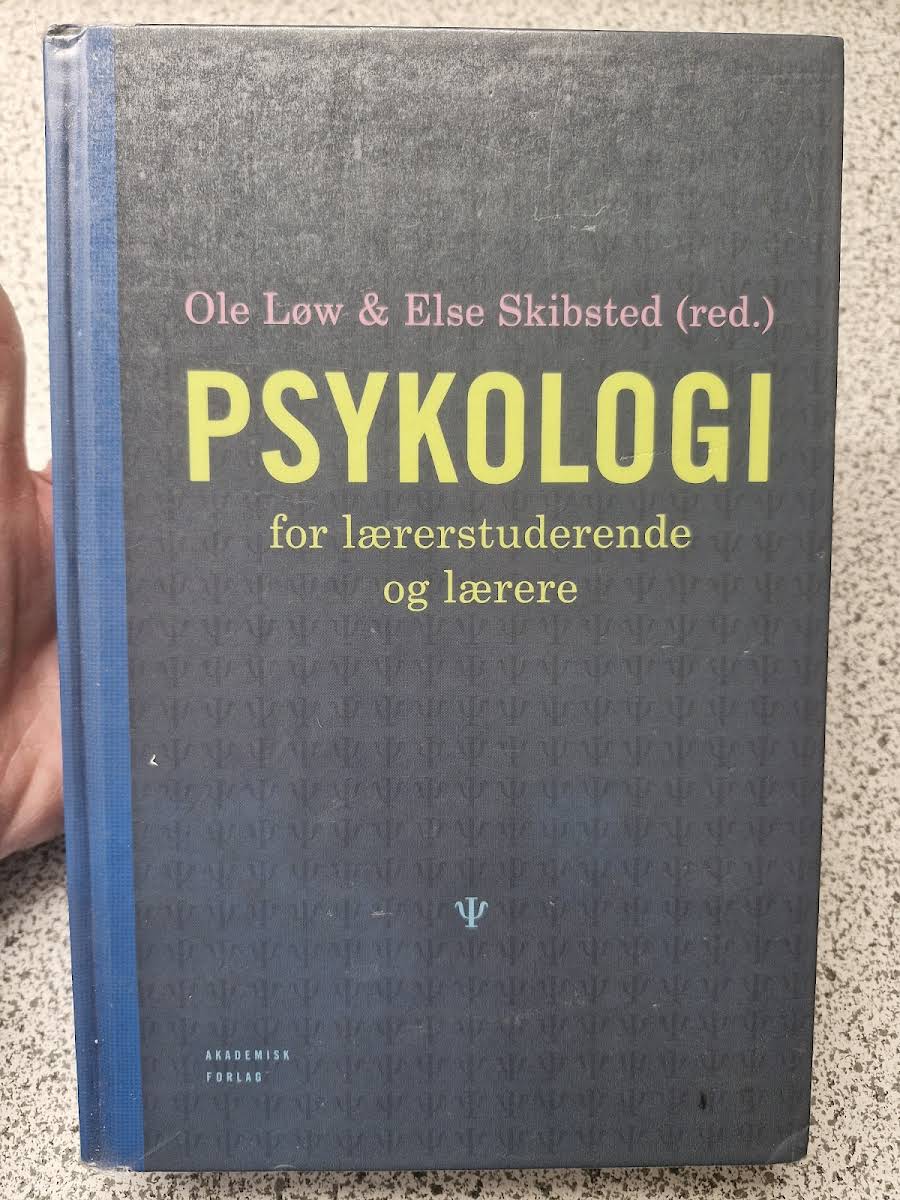 Ole Løw & Else Skibsted (red.)
PSYKOLOGI
for lærerstuderende
og lærere
Ψ
AKADEMISK
FORLAG